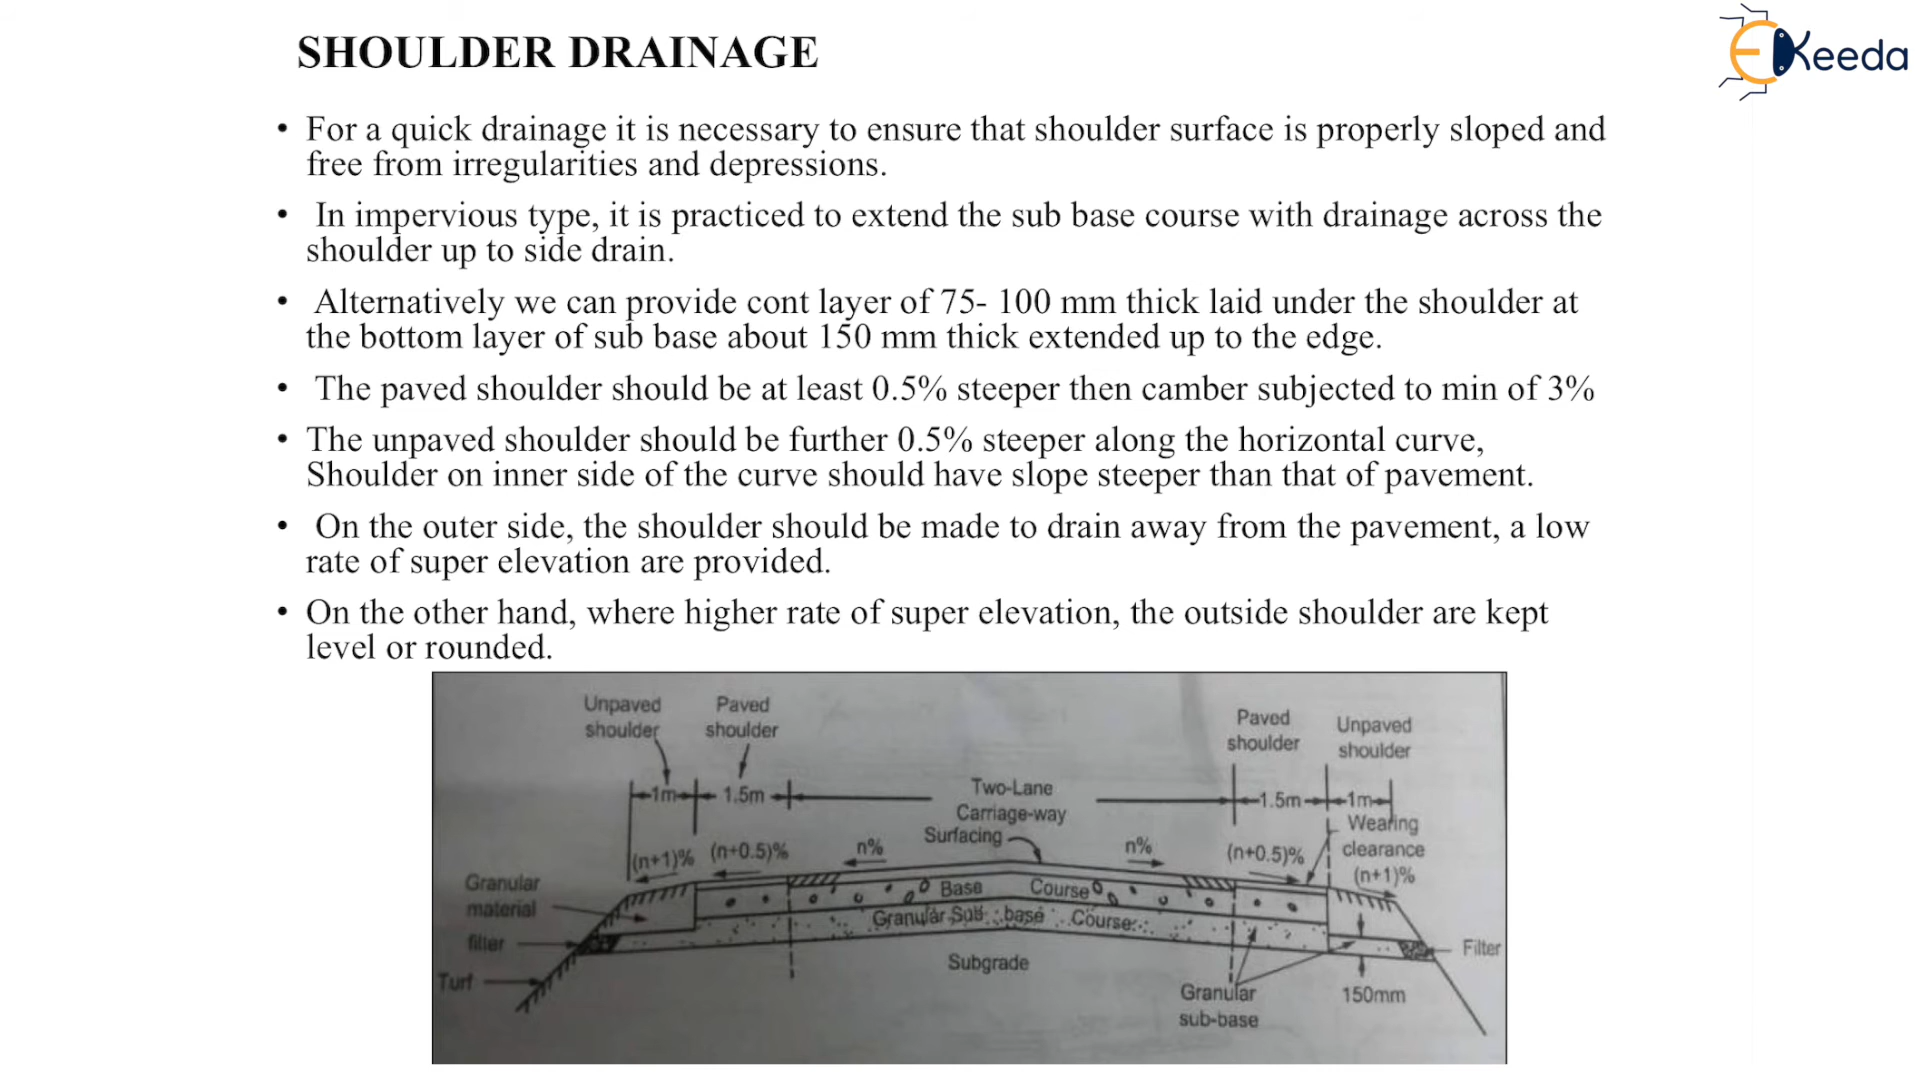 SHOULDER DRAINAGE
EKeeda
• For a quick drainage it is necessary to ensure that shoulder surface is properly sloped and
free from irregularities and depressions.
• In impervious type, it is practiced to extend the sub base course with drainage across the
shoulder up to side drain.
• Alternatively we can provide cont layer of 75- 100 mm thick laid under the shoulder at
the bottom layer of sub base about 150 mm thick extended up to the edge.
• The paved shoulder should be at least 0.5% steeper then camber subjected to min of 3%
• The unpaved shoulder should be further 0.5% steeper along the horizontal curve,
Shoulder on inner side of the curve should have slope steeper than that of pavement.
• On the outer side, the shoulder should be made to drain away from the pavement, a low
rate of super elevation are provided.
• On the other hand, where higher rate of super elevation, the outside shoulder are kept
level or rounded.
Unpaved
shoulder
Paved
shoulder
Paved
shoulder
Unpaved
shoulder
1m
1.5m
Two-Lane
Carriage-way
1.5m
1m
Surfacing
Wearing
clearance
(n+1)%
(n+0.5)%
n%
n%
(n+0.5)%
(n+1)%
Granular
material
Base Course
Granular Sub-base Course
filter
Filter
Turf
Subgrade
Granular
sub-base
150mm